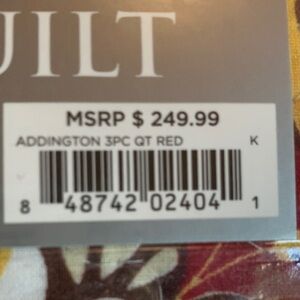 UILT
MSRP $ 249.99
ADDINGTON 3PC QT RED K
8 48742 02404 1